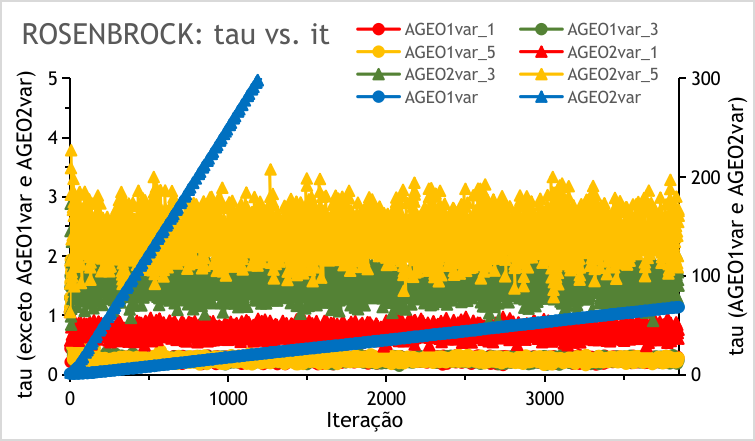 ROSENBROCK: tau vs. it
AGEO1var_1 AGEO1var_3
AGEO1var_5 AGEO2var_1
AGEO2var_3 AGEO2var_5
AGEO1var AGEO2var
5 300
4
3 200
2
1 100
0 0
0 1000 2000 3000
Iteração
tau (exceto AGEO1var e AGEO2var)
tau (AGEO1var e AGEO2var)